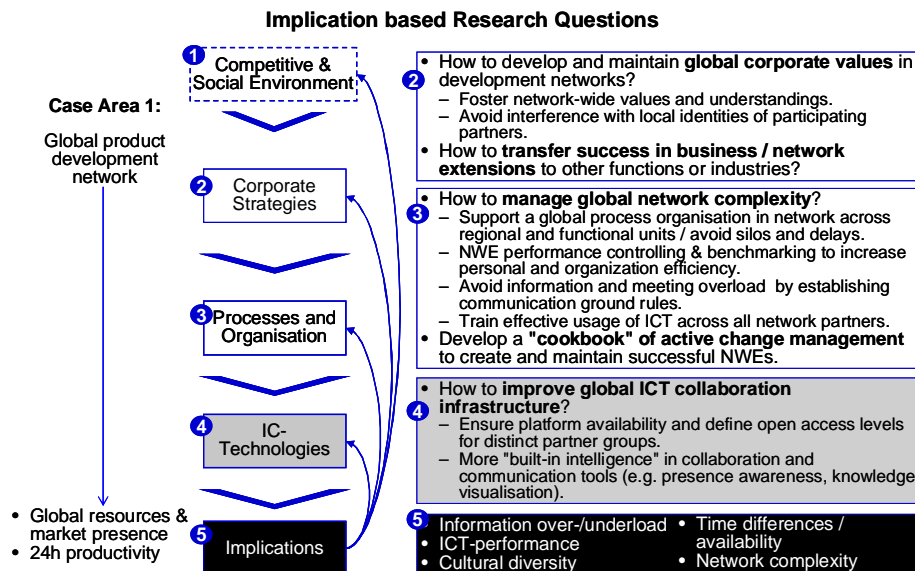 Implication based Research Questions
Case Area 1:
Global product
development
network
• Global resources &
market presence
• 24h productivity
1
Competitive &
Social Environment
2
Corporate
Strategies
3
Processes and
Organisation
4
IC-
Technologies
5
Implications
2
• How to develop and maintain global corporate values in
development networks?
– Foster network-wide values and understandings.
– Avoid interference with local identities of participating
partners.
• How to transfer success in business / network
extensions to other functions or industries?
3
• How to manage global network complexity?
– Support a global process organisation in network across
regional and functional units / avoid silos and delays.
– NWE performance controlling & benchmarking to increase
personal and organization efficiency.
– Avoid information and meeting overload by establishing
communication ground rules.
– Train effective usage of ICT across all network partners.
• Develop a "cookbook" of active change management
to create and maintain successful NWEs.
4
• How to improve global ICT collaboration
infrastructure?
– Ensure platform availability and define open access levels
for distinct partner groups.
– More "built-in intelligence" in collaboration and
communication tools (e.g. presence awareness, knowledge
visualisation).
5
• Information over-/underload
• ICT-performance
• Cultural diversity
• Time differences /
availability
• Network complexity